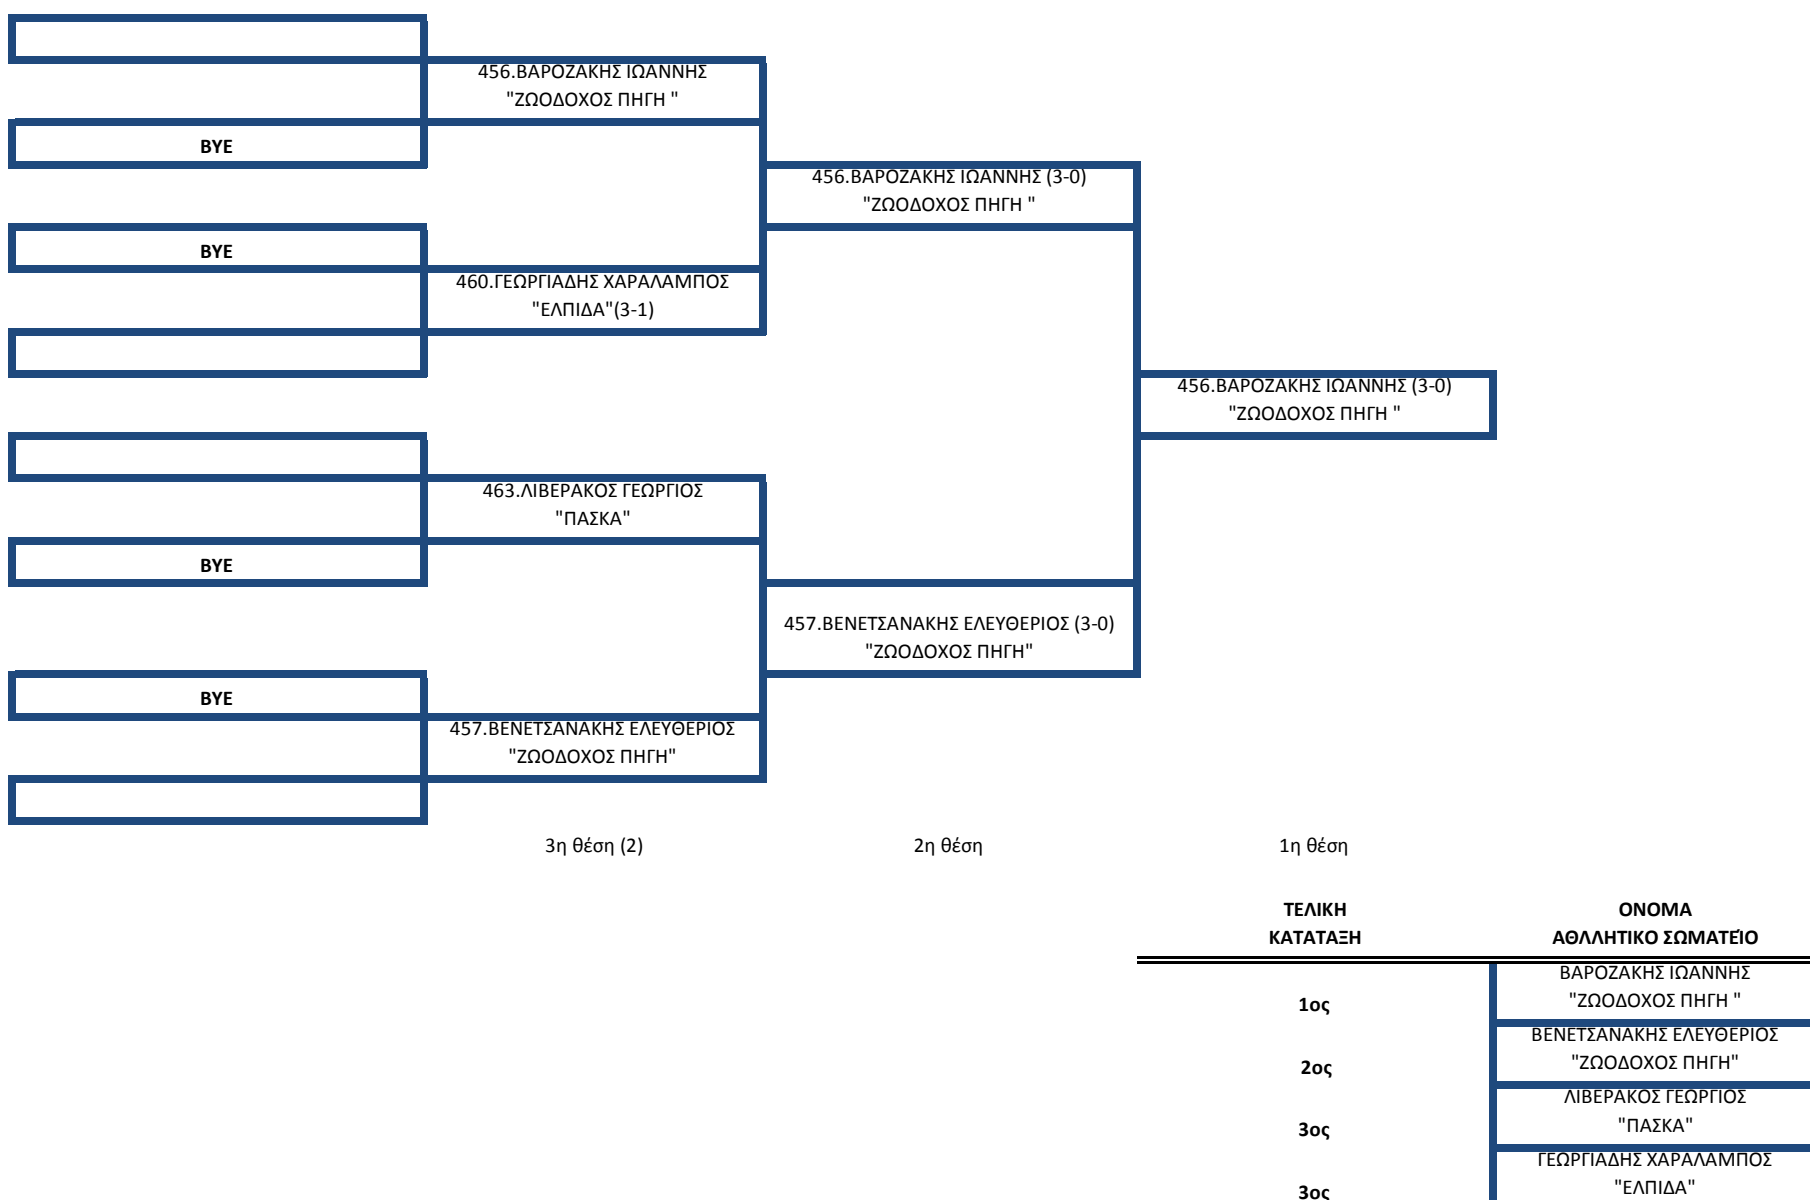 456.ΒΑΡΟΖΑΚΗΣ ΙΩΑΝΝΗΣ
"ΖΩΟΔΟΧΟΣ ΠΗΓΗ "
BYE
456.ΒΑΡΟΖΑΚΗΣ ΙΩΑΝΝΗΣ (3-0)
"ΖΩΟΔΟΧΟΣ ΠΗΓΗ "
BYE
460.ΓΕΩΡΓΙΑΔΗΣ ΧΑΡΑΛΑΜΠΟΣ
"ΕΛΠΙΔΑ"(3-1)
456.ΒΑΡΟΖΑΚΗΣ ΙΩΑΝΝΗΣ (3-0)
"ΖΩΟΔΟΧΟΣ ΠΗΓΗ "
463.ΛΙΒΕΡΑΚΟΣ ΓΕΩΡΓΙΟΣ
"ΠΑΣΚΑ"
BYE
457.ΒΕΝΕΤΣΑΝΑΚΗΣ ΕΛΕΥΘΕΡΙΟΣ (3-0)
"ΖΩΟΔΟΧΟΣ ΠΗΓΗ"
BYE
457.ΒΕΝΕΤΣΑΝΑΚΗΣ ΕΛΕΥΘΕΡΙΟΣ
"ΖΩΟΔΟΧΟΣ ΠΗΓΗ"
3η θέση (2) 2η θέση 1η θέση
ΤΕΛΙΚΗ
ΚΑΤΑΤΑΞΗ
ΟΝΟΜΑ
ΑΘΛΛΗΤΙΚΟ ΣΩΜΑΤΕΊΟ
1ος
ΒΑΡΟΖΑΚΗΣ ΙΩΑΝΝΗΣ
"ΖΩΟΔΟΧΟΣ ΠΗΓΗ "
2ος
ΒΕΝΕΤΣΑΝΑΚΗΣ ΕΛΕΥΘΕΡΙΟΣ
"ΖΩΟΔΟΧΟΣ ΠΗΓΗ"
3ος
ΛΙΒΕΡΑΚΟΣ ΓΕΩΡΓΙΟΣ
"ΠΑΣΚΑ"
3ος
ΓΕΩΡΓΙΑΔΗΣ ΧΑΡΑΛΑΜΠΟΣ
"ΕΛΠΙΔΑ"